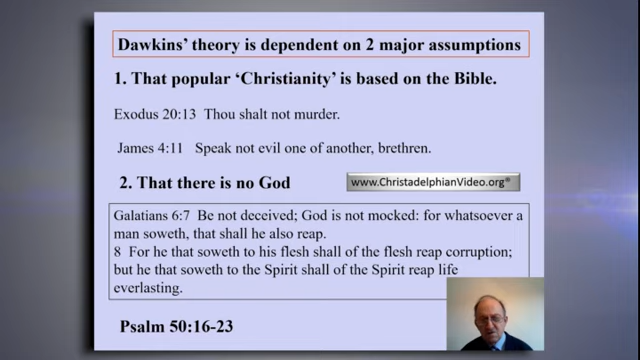 Dawkins' theory is dependent on 2 major assumptions
1. That popular 'Christianity' is based on the Bible.
Exodus 20:13  Thou shalt not murder.
James 4:11   Speak not evil one of another, brethren.
2. That there is no God
www.ChristadelphianVideo.org®
Galatians 6:7  Be not deceived; God is not mocked: for whatsoever a
man soweth, that shall he also reap.
8  For he that soweth to his flesh shall of the flesh reap corruption;
but he that soweth to the Spirit shall of the Spirit reap life
everlasting.
Psalm 50:16-23